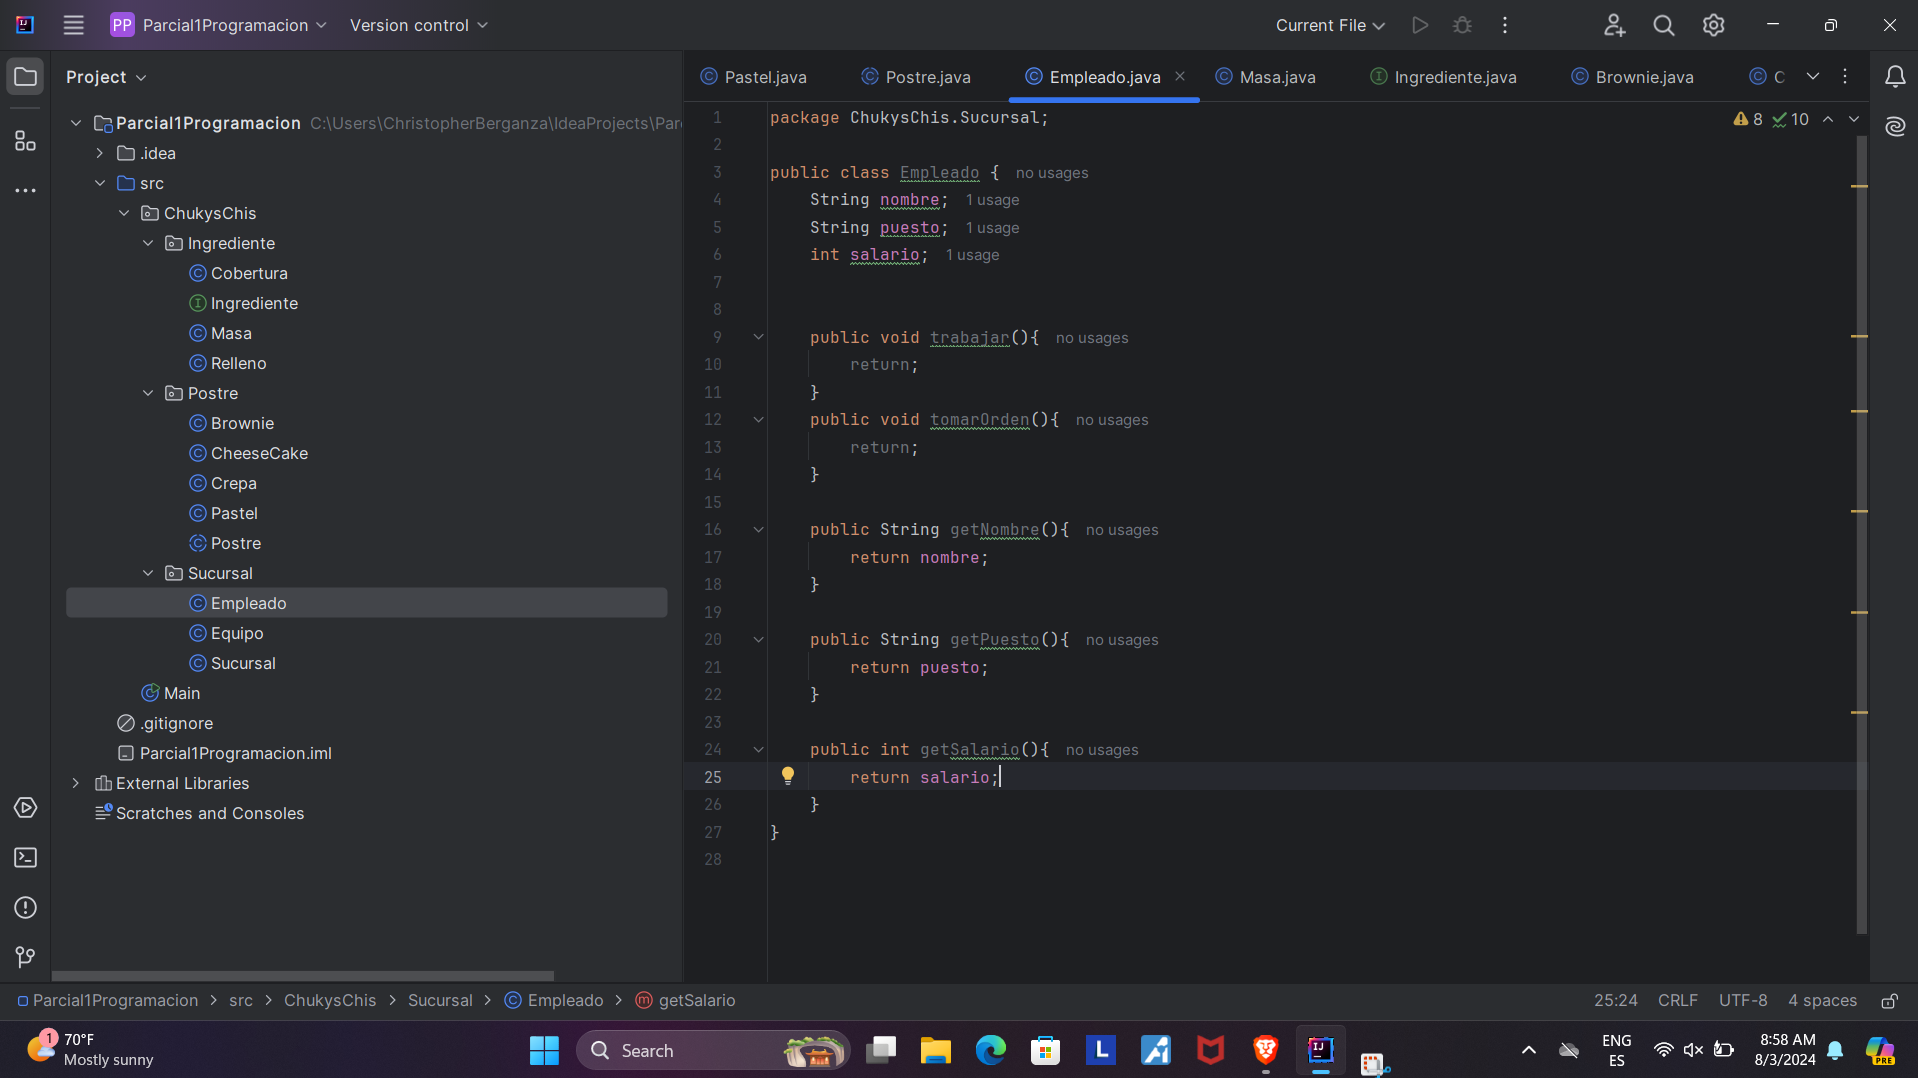 PP Parcial1Programacion Version control Current File
Project
Parcial1Programacion C:\Users\ChristopherBerganza\IdeaProjects\Par
.idea
src
ChukysChis
Ingrediente
Cobertura
Ingrediente
Masa
Relleno
Postre
Brownie
CheeseCake
Crepa
Pastel
Postre
Sucursal
Empleado
Equipo
Sucursal
Main
.gitignore
Parcial1Programacion.iml
External Libraries
Scratches and Consoles
Pastel.java Postre.java Empleado.java Masa.java Ingrediente.java Brownie.java C
8 10
1 package ChukysChis.Sucursal;
2
3 public class Empleado { no usages
4 String nombre; 1 usage
5 String puesto; 1 usage
6 int salario; 1 usage
7
8
9 public void trabajar(){ no usages
10 return;
11 }
12 public void tomarOrden(){ no usages
13 return;
14 }
15
16 public String getNombre(){ no usages
17 return nombre;
18 }
19
20 public String getPuesto(){ no usages
21 return puesto;
22 }
23
24 public int getSalario(){ no usages
25 return salario;
26 }
27 }
28
Parcial1Programacion > src > ChukysChis > Sucursal > Empleado > getSalario
25:24 CRLF UTF-8 4 spaces
1 70°F
Mostly sunny
Search
L
IJ
ENG
ES
8:58 AM
8/3/2024
PRE